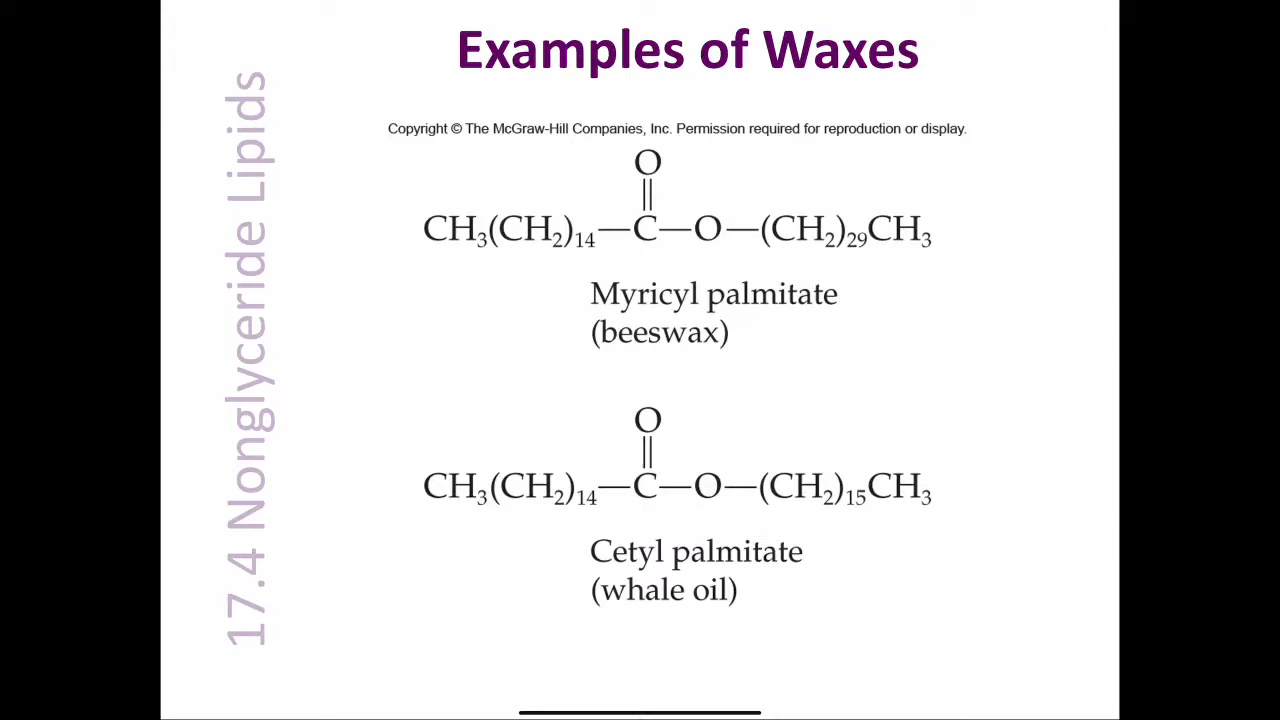 Examples of Waxes
17.4 Nonglyceride Lipids
Copyright © The McGraw-Hill Companies, Inc. Permission required for reproduction or display.
O
||
CH₃(CH₂)₁₄—C—O—(CH₂)₂₉CH₃
Myricyl palmitate
(beeswax)
O
||
CH₃(CH₂)₁₄—C—O—(CH₂)₁₅CH₃
Cetyl palmitate
(whale oil)